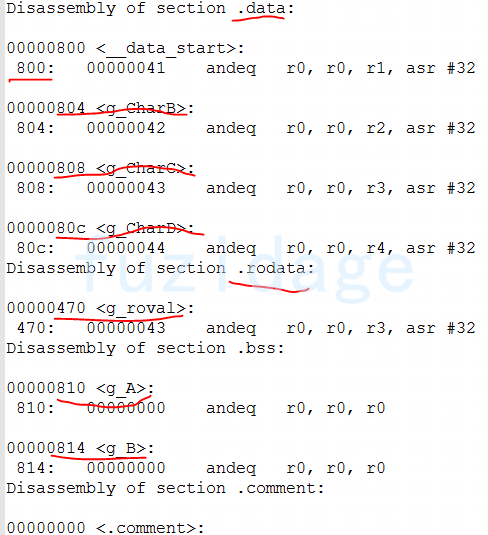 Disassembly of section .data:
00000800 <__data_start>:
800: 00000041 andeq r0, r0, r1, asr #32
00000804 <g_CharB>:
804: 00000042 andeq r0, r0, r2, asr #32
00000808 <g_CharC>:
808: 00000043 andeq r0, r0, r3, asr #32
0000080c <g_CharD>:
80c: 00000044 andeq r0, r0, r4, asr #32
fuzidage
Disassembly of section .rodata:
00000470 <g_roval>:
470: 00000043 andeq r0, r0, r3, asr #32
Disassembly of section .bss:
00000810 <g_A>:
810: 00000000 andeq r0, r0, r0
00000814 <g_B>:
814: 00000000 andeq r0, r0, r0
Disassembly of section .comment:
00000000 <.comment>: